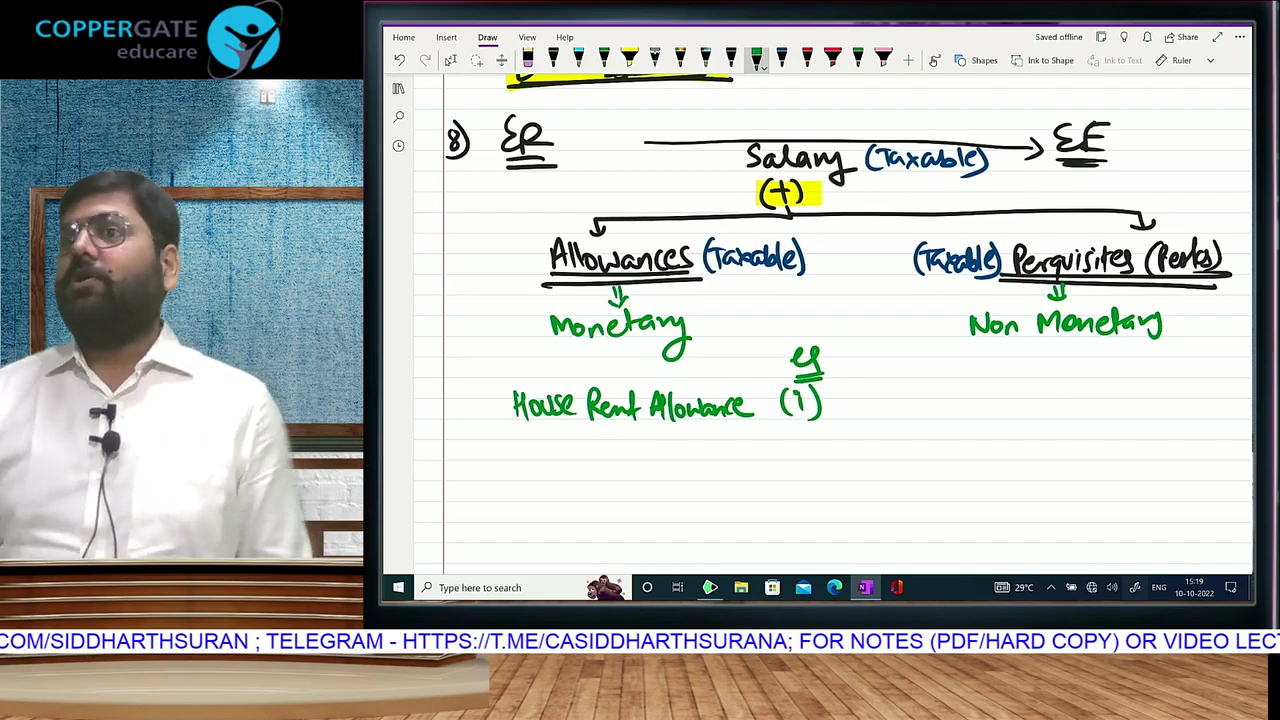 COPPERGATE
educare
Home Insert Draw View Help
Saved offline
Share
Shapes
Ink to Shape
Ink to Text
Ruler
8) ER → EE
Salary (Taxable)
(+)
Allowances (Taxable)
(Taxable) Perquisites (Perks)
Monetary
Non Monetary
eg
House Rent Allowance (i)
Type here to search
29°C
ENG
15:19
10-10-2022
COM/SIDDHARTHSURAN ; TELEGRAM - HTTPS://T.ME/CASIDDHARTHSURANA; FOR NOTES (PDF/HARD COPY) OR VIDEO LECT